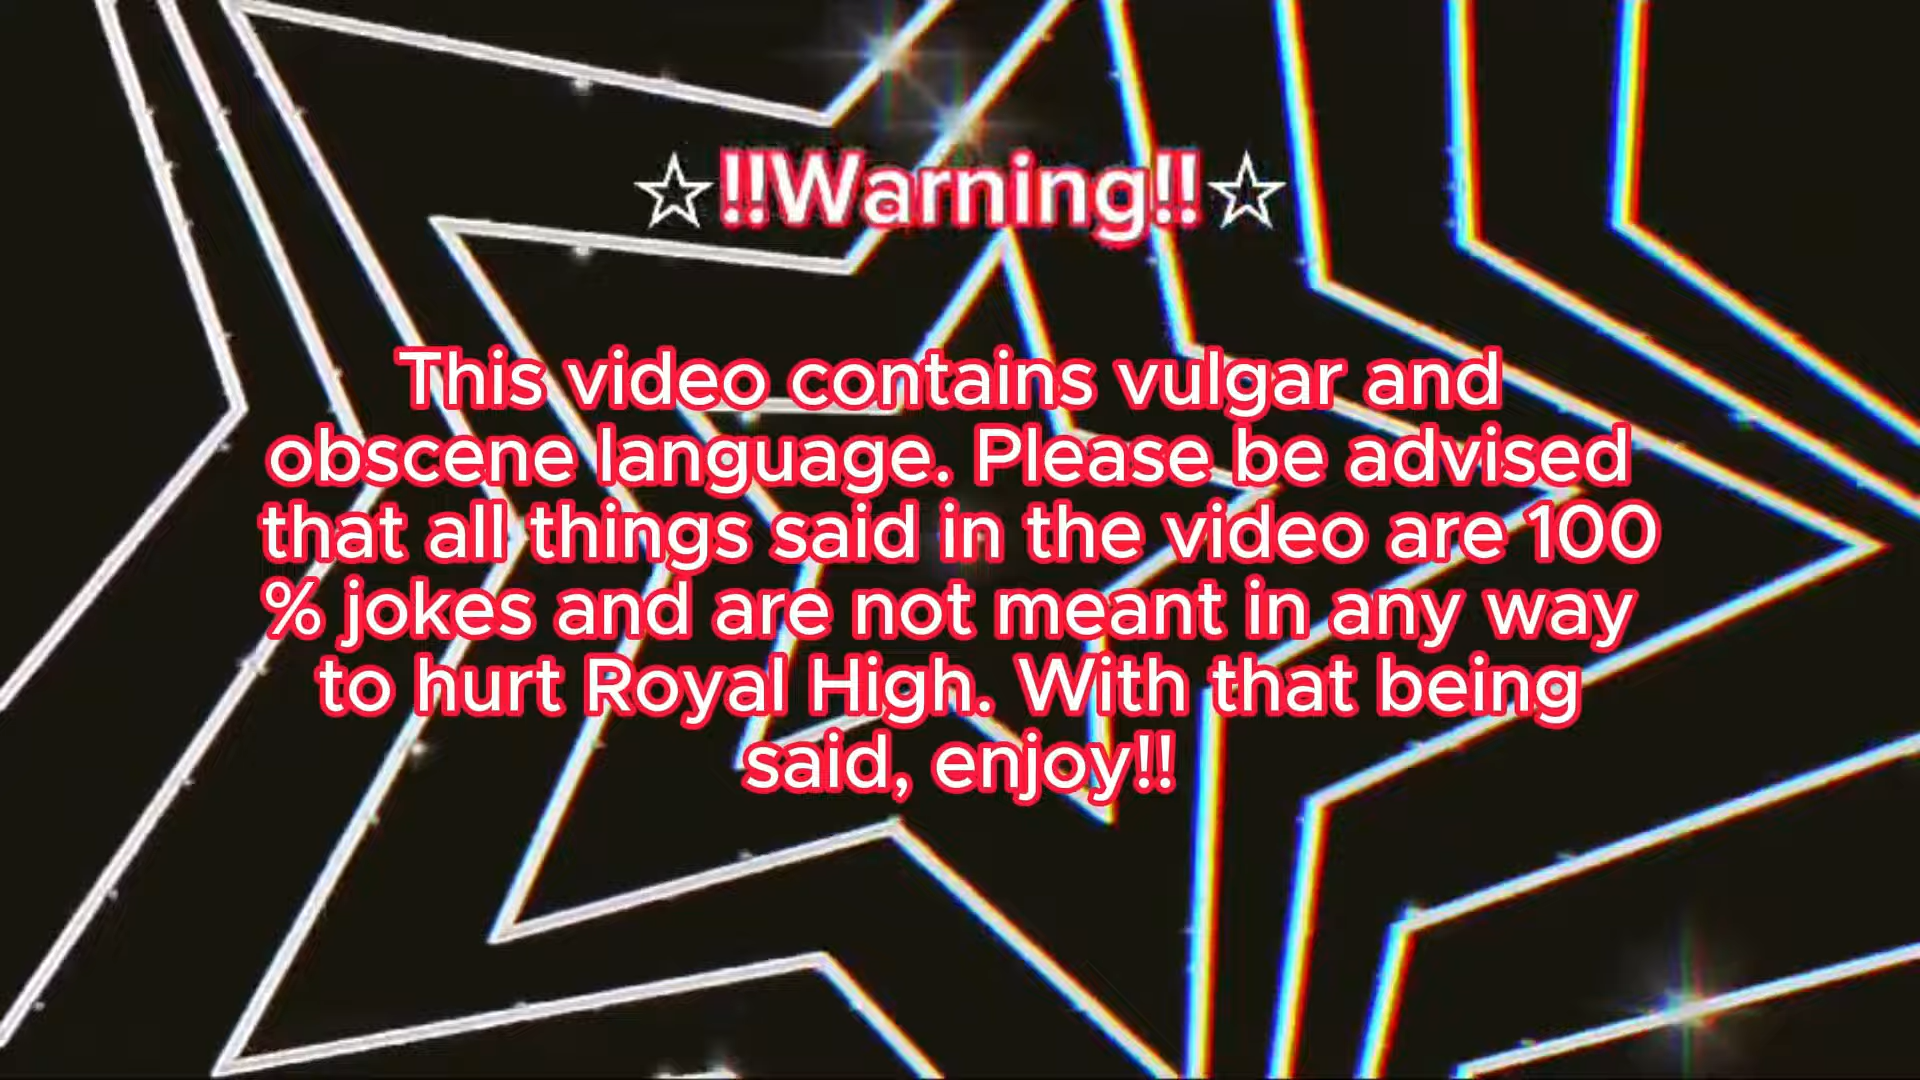 ☆!!Warning!!☆
This video contains vulgar and
obscene language. Please be advised
that all things said in the video are 100
% jokes and are not meant in any way
to hurt Royal High. With that being
said, enjoy!!